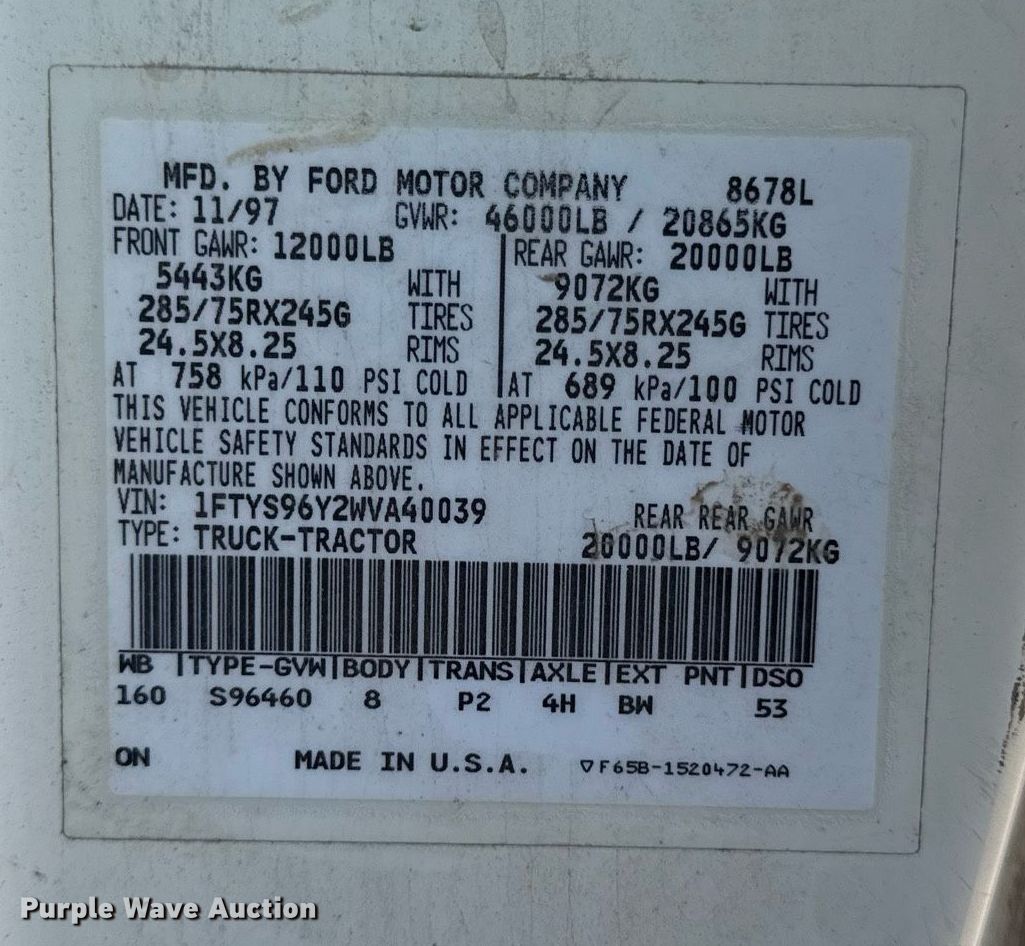 MFD. BY FORD MOTOR COMPANY 8678L
DATE: 11/97 GVWR: 46000LB / 20865KG
FRONT GAWR: 12000LB REAR GAWR: 20000LB
5443KG WITH 9072KG WITH
285/75RX245G TIRES 285/75RX245G TIRES
24.5X8.25 RIMS 24.5X8.25 RIMS
AT 758 kPa/110 PSI COLD AT 689 kPa/100 PSI COLD
THIS VEHICLE CONFORMS TO ALL APPLICABLE FEDERAL MOTOR
VEHICLE SAFETY STANDARDS IN EFFECT ON THE DATE OF
MANUFACTURE SHOWN ABOVE.
VIN: 1FTYS96Y2WVA40039 REAR REAR GAWR
TYPE: TRUCK-TRACTOR 20000LB/ 9072KG
WB | TYPE-GVW | BODY | TRANS | AXLE | EXT PNT | DSO
160 S96460 8 P2 4H BW 53
ON MADE IN U.S.A. ▽F65B-1520472-AA
Purple Wave Auction